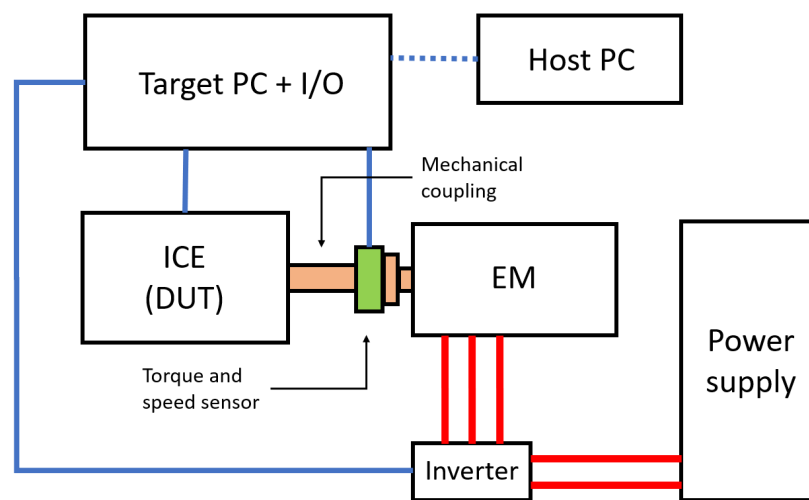 Target PC + I/O
Host PC
Mechanical
coupling
ICE
(DUT)
EM
Torque and
speed sensor
Power
supply
Inverter